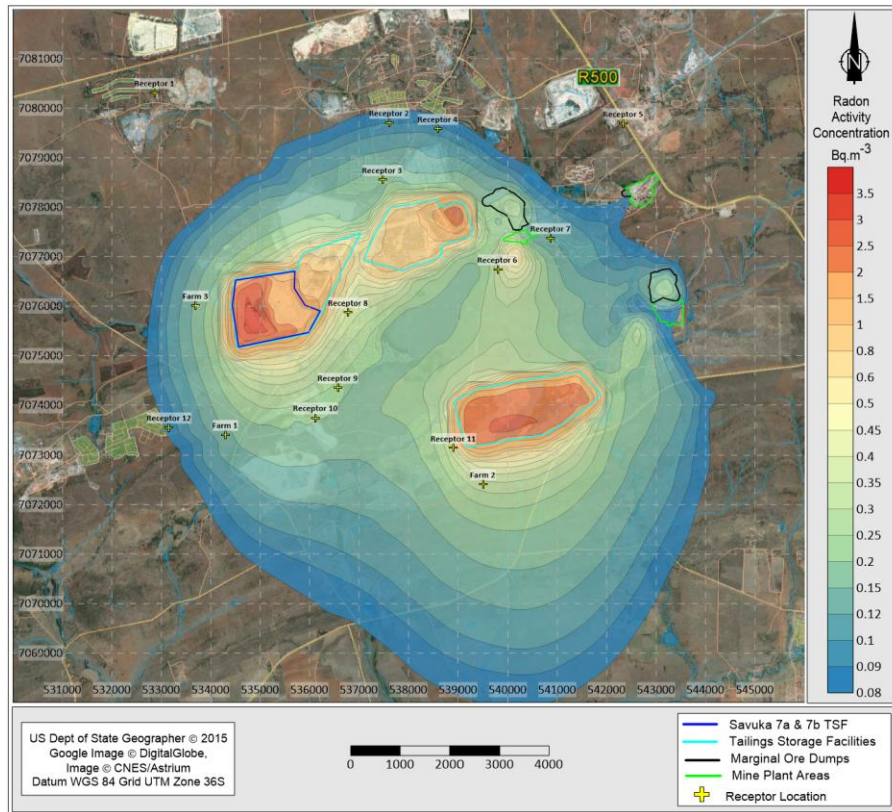 7081000
7080000
7079000
7078000
7077000
7076000
7075000
7074000
7073000
7072000
7071000
7070000
7069000
531000 532000 533000 534000 535000 536000 537000 538000 539000 540000 541000 542000 543000 544000 545000
R500
Receptor 1
Receptor 2
Receptor 4
Receptor 5
Receptor 3
Receptor 7
Receptor 6
Farm 3
Receptor 8
Receptor 9
Receptor 10
Receptor 12
Farm 1
Receptor 11
Farm 2
N
Radon
Activity
Concentration
Bq.m-3
3.5
3
2.5
2
1.5
1
0.8
0.6
0.5
0.45
0.4
0.35
0.3
0.25
0.2
0.15
0.12
0.1
0.09
0.08
US Dept of State Geographer © 2015
Google Image © DigitalGlobe,
Image © CNES/Astrium
Datum WGS 84 Grid UTM Zone 36S
0 1000 2000 3000 4000
Savuka 7a & 7b TSF
Tailings Storage Facilities
Marginal Ore Dumps
Mine Plant Areas
Receptor Location